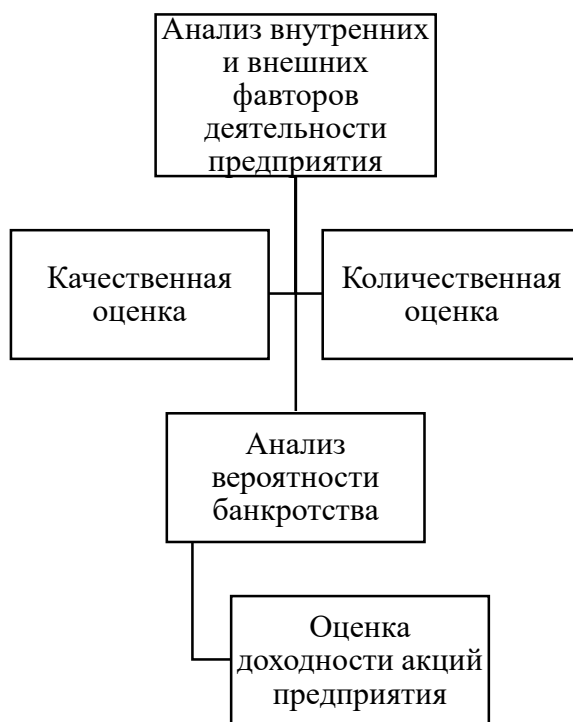 Анализ внутренних
и внешних
фавторов
деятельности
предприятия
Качественная
оценка
Количественная
оценка
Анализ
вероятности
банкротства
Оценка
доходности акций
предприятия